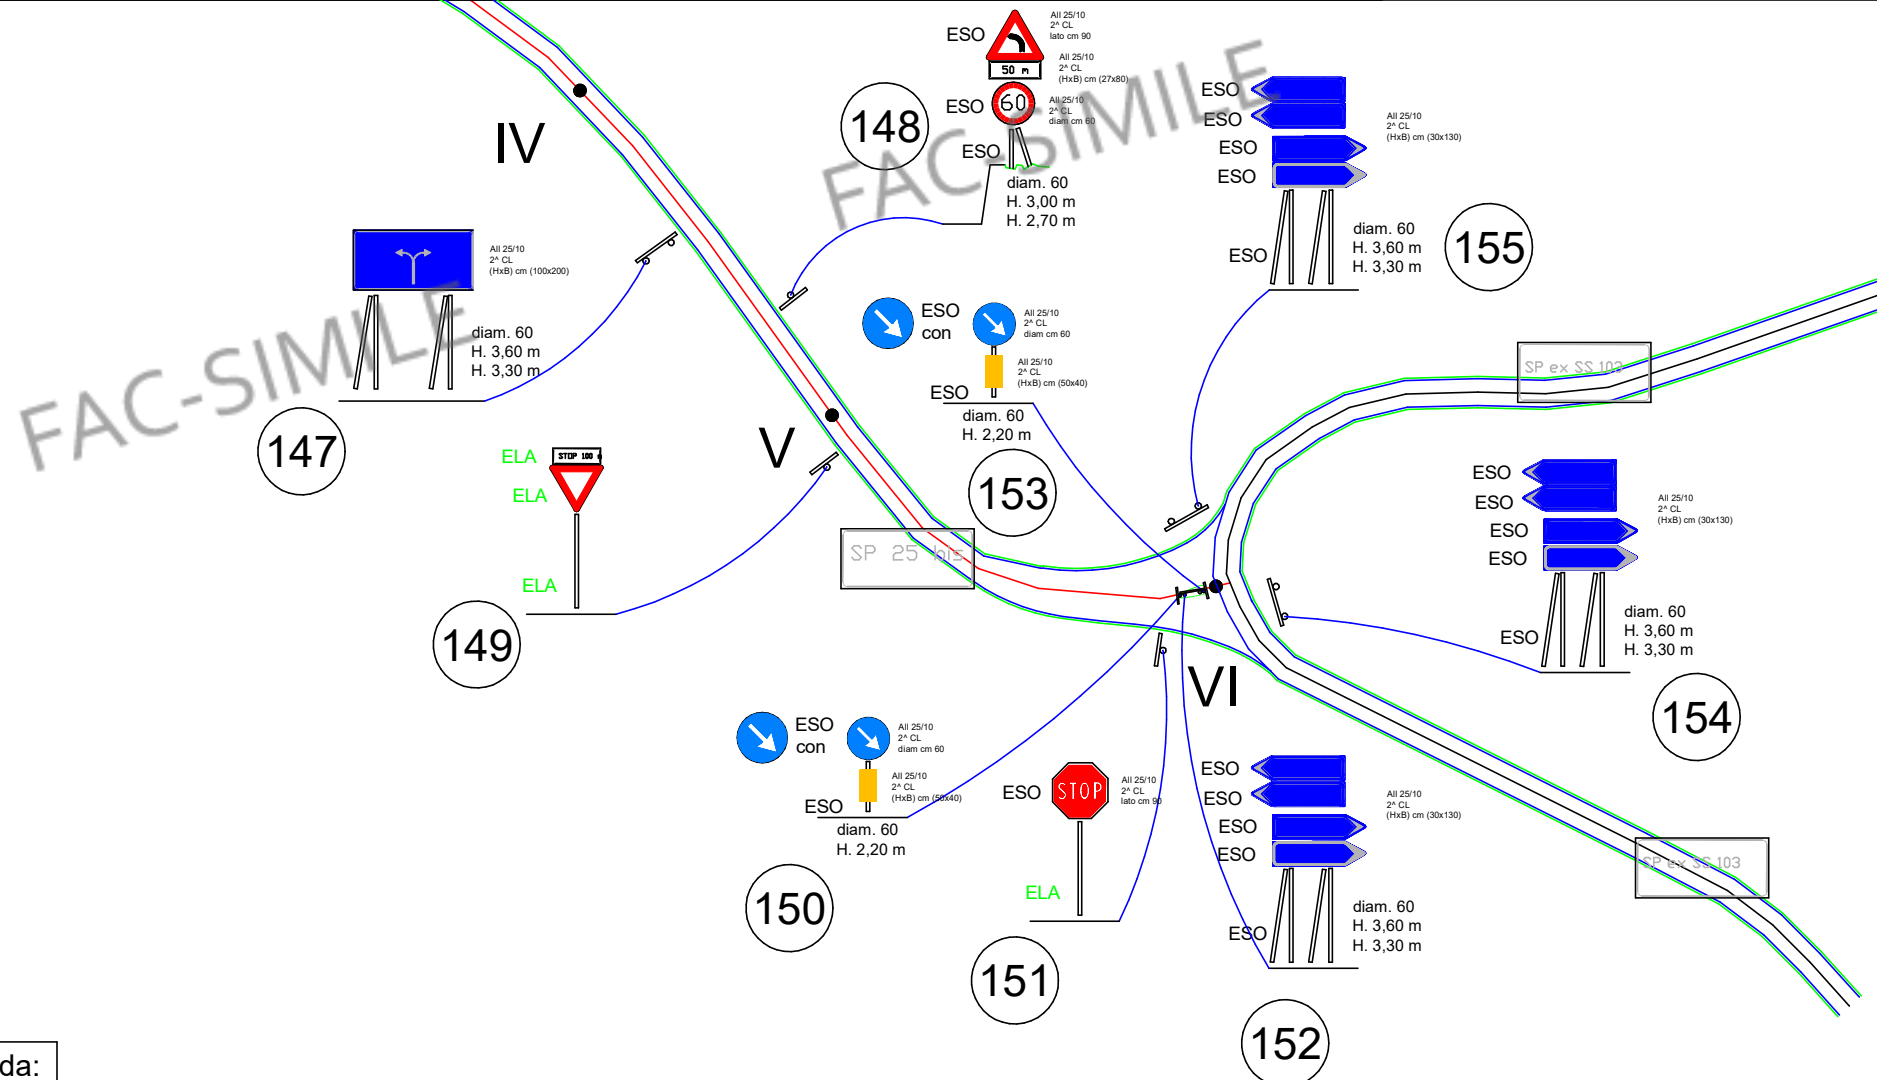 ESO
All 25/10
2^ CL
lato cm 90
50 m
All 25/10
2^ CL
(HxB) cm (27x80)
ESO
60
All 25/10
2^ CL
diam cm 60
ESO
diam. 60
H. 3,00 m
H. 2,70 m
148
FAC-SIMILE
IV
ESO
ESO
ESO
ESO
All 25/10
2^ CL
(HxB) cm (30x130)
ESO
diam. 60
H. 3,60 m
H. 3,30 m
155
All 25/10
2^ CL
(HxB) cm (100x200)
diam. 60
H. 3,60 m
H. 3,30 m
147
FAC-SIMILE
ESO
con
All 25/10
2^ CL
diam cm 60
All 25/10
2^ CL
(HxB) cm (50x40)
ESO
diam. 60
H. 2,20 m
153
SP ex SS 103
V
ELA
STOP 100 m
ELA
ELA
149
SP 25 bis
ESO
ESO
ESO
ESO
All 25/10
2^ CL
(HxB) cm (30x130)
ESO
diam. 60
H. 3,60 m
H. 3,30 m
154
VI
ESO
con
All 25/10
2^ CL
diam cm 60
All 25/10
2^ CL
(HxB) cm (50x40)
ESO
diam. 60
H. 2,20 m
150
ESO
STOP
All 25/10
2^ CL
lato cm 90
ELA
151
ESO
ESO
ESO
ESO
All 25/10
2^ CL
(HxB) cm (30x130)
ESO
diam. 60
H. 3,60 m
H. 3,30 m
152
SP ex SS 103
da: